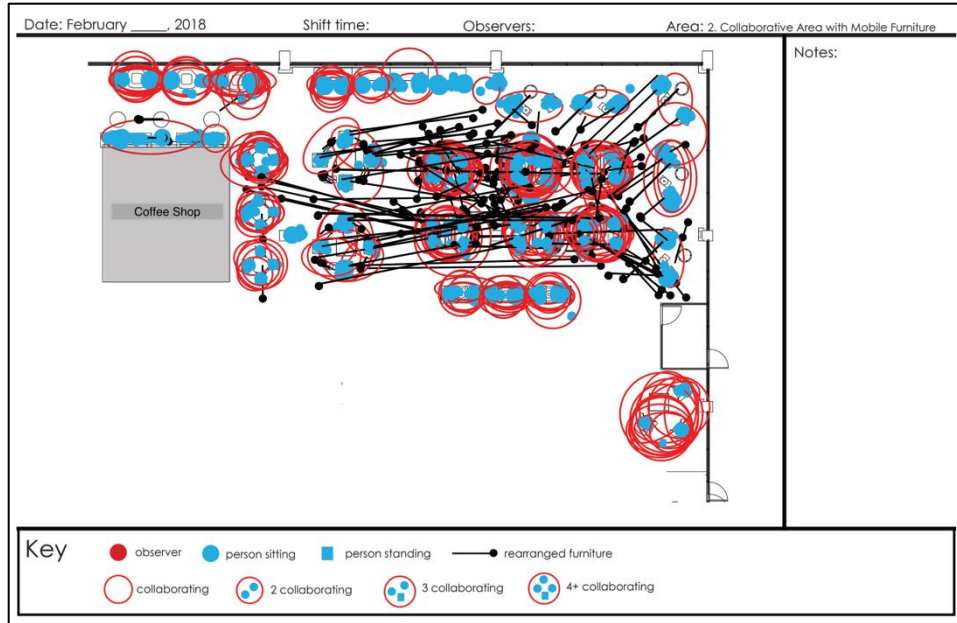 Date: February _____, 2018 Shift time: Observers: Area: 2. Collaborative Area with Mobile Furniture
Notes:
Coffee Shop
Key
observer person sitting person standing rearranged furniture
collaborating 2 collaborating 3 collaborating 4+ collaborating